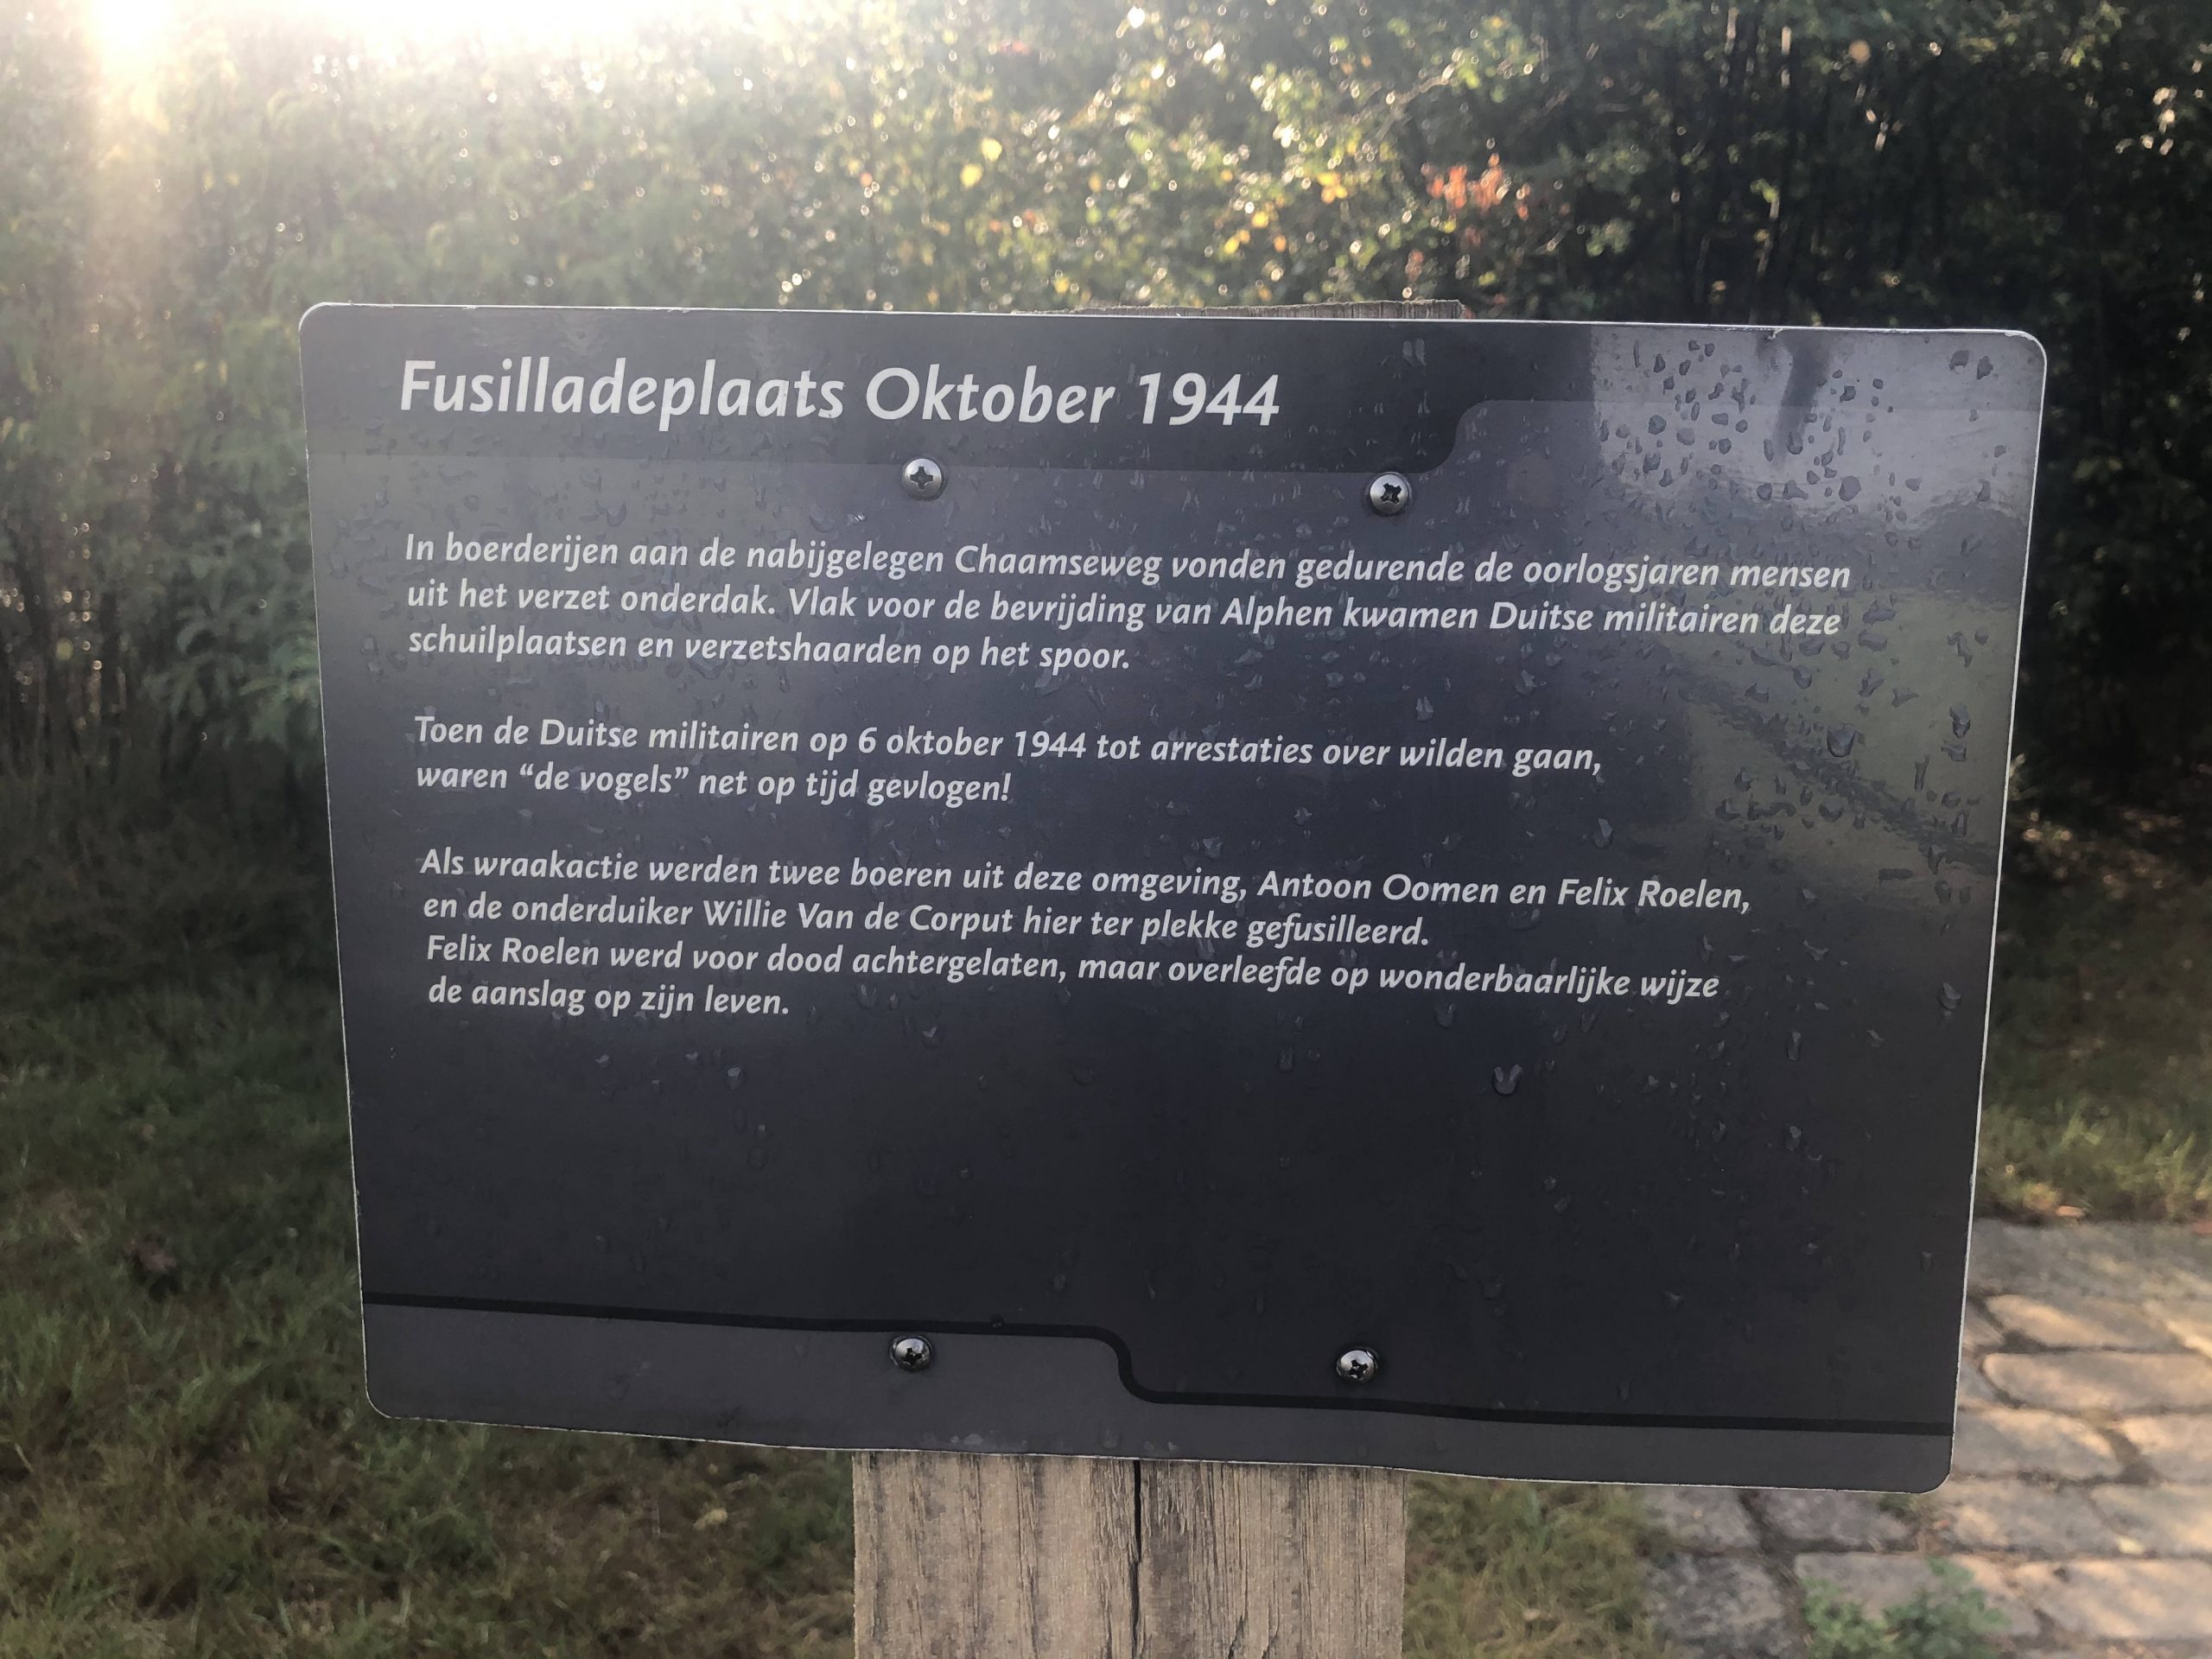 Fusilladeplaats Oktober 1944
In boerderijen aan de nabijgelegen Chaamseweg vonden gedurende de oorlogsjaren mensen
uit het verzet onderdak. Vlak voor de bevrijding van Alphen kwamen Duitse militairen deze
schuilplaatsen en verzetshaarden op het spoor.
Toen de Duitse militairen op 6 oktober 1944 tot arrestaties over wilden gaan,
waren “de vogels” net op tijd gevlogen!
Als wraakactie werden twee boeren uit deze omgeving, Antoon Oomen en Felix Roelen,
en de onderduiker Willie Van de Corput hier ter plekke gefusilleerd.
Felix Roelen werd voor dood achtergelaten, maar overleefde op wonderbaarlijke wijze
de aanslag op zijn leven.